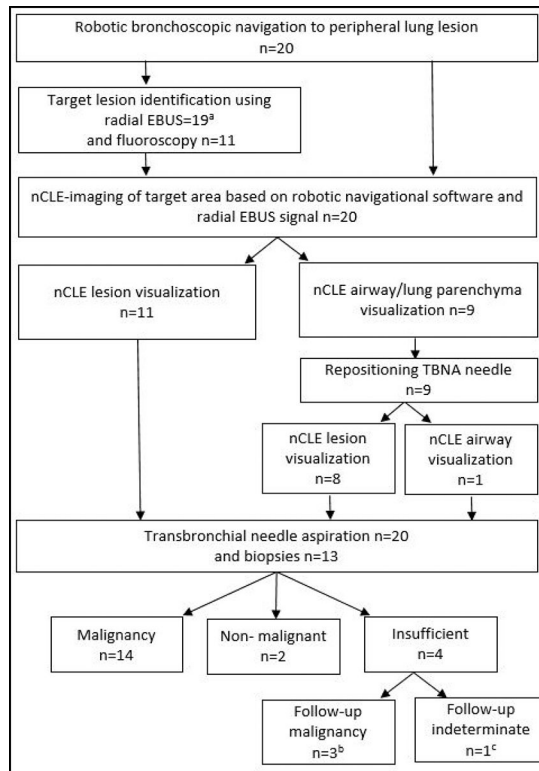 Robotic bronchoscopic navigation to peripheral lung lesion
n=20
Target lesion identification using
radial EBUS=19ᵃ
and fluoroscopy n=11
nCLE-imaging of target area based on robotic navigational software and
radial EBUS signal n=20
nCLE lesion visualization
n=11
nCLE airway/lung parenchyma
visualization n=9
Repositioning TBNA needle
n=9
nCLE lesion
visualization
n=8
nCLE airway
visualization
n=1
Transbronchial needle aspiration n=20
and biopsies n=13
Malignancy
n=14
Non- malignant
n=2
Insufficient
n=4
Follow-up
malignancy
n=3ᵇ
Follow-up
indeterminate
n=1ᶜ